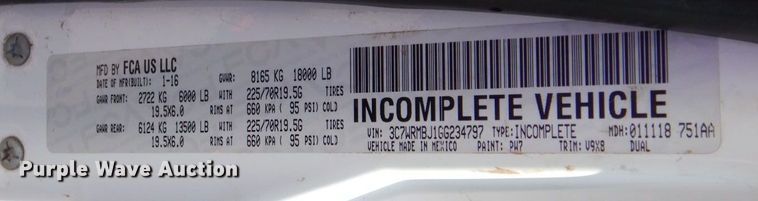 MFD BY FCA US LLC
DATE OF MFR(BUILT): 1-16 GVWR: 8165 KG 18000 LB
GAWR FRONT: 2722 KG 6000 LB WITH 225/70R19.5G TIRES
19.5X6.0 RIMS AT 660 KPA ( 95 PSI) COLD
GAWR REAR: 6124 KG 13500 LB WITH 225/70R19.5G TIRES
19.5X6.0 RIMS AT 660 KPA ( 95 PSI) COLD
INCOMPLETE VEHICLE
VIN: 3C7WRMBJ1GG234797 TYPE: INCOMPLETE MDH: 011118 751AA
VEHICLE MADE IN MEXICO PAINT: PW7 TRIM: V9X8 DUAL
Purple Wave Auction